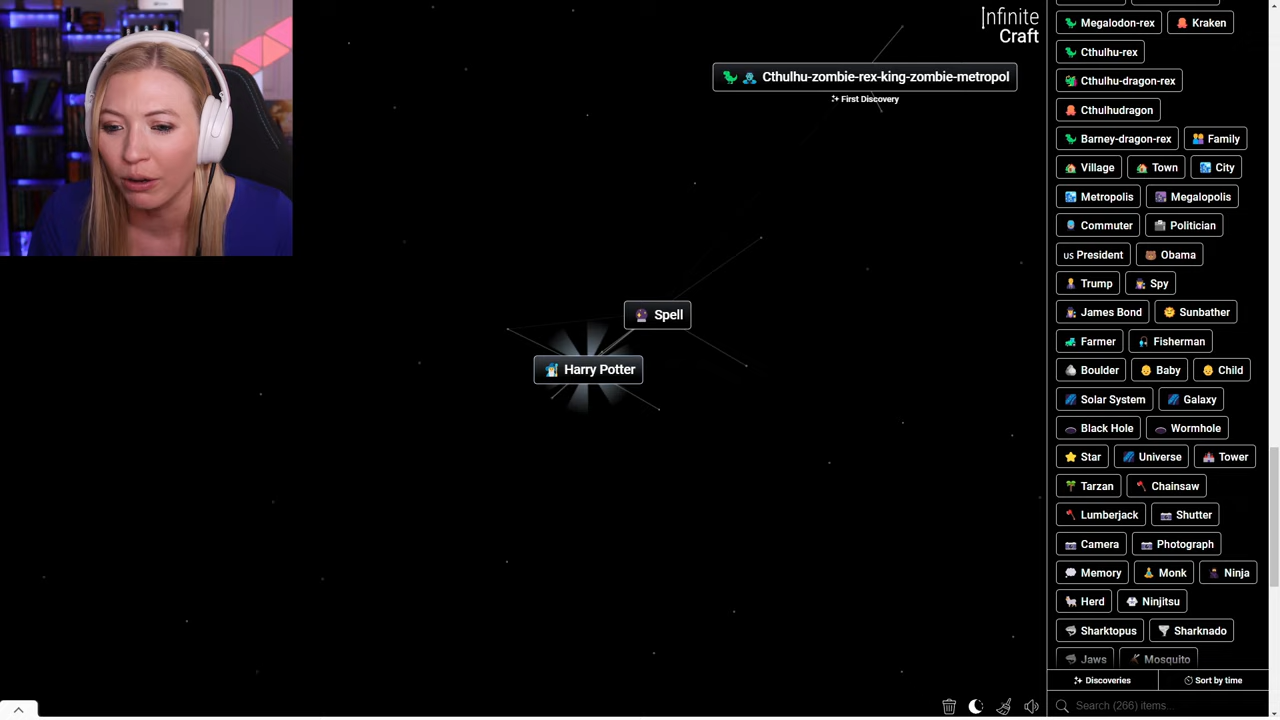 Infinite
Craft
Cthulhu-zombie-rex-king-zombie-metropol
First Discovery
Spell
Harry Potter
Megalodon-rex Kraken
Cthulhu-rex
Cthulhu-dragon-rex
Cthulhudragon
Barney-dragon-rex Family
Village Town City
Metropolis Megalopolis
Commuter Politician
US President Obama
Trump Spy
James Bond Sunbather
Farmer Fisherman
Boulder Baby Child
Solar System Galaxy
Black Hole Wormhole
Star Universe Tower
Tarzan Chainsaw
Lumberjack Shutter
Camera Photograph
Memory Monk Ninja
Herd Ninjitsu
Sharktopus Sharknado
Jaws Mosquito
Discoveries Sort by time
Search (266) items...